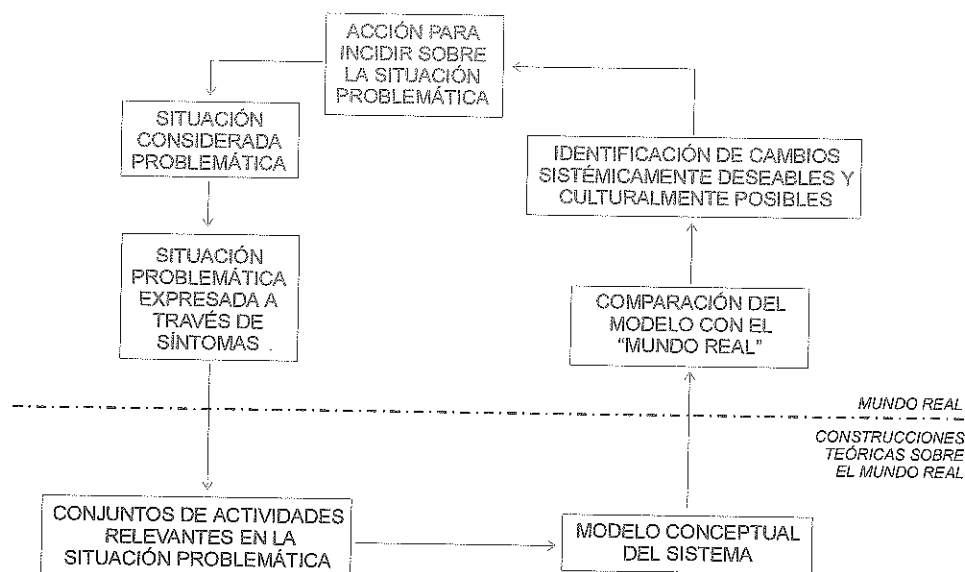 ACCIÓN PARA
INCIDIR SOBRE
LA SITUACIÓN
PROBLEMÁTICA
SITUACIÓN
CONSIDERADA
PROBLEMÁTICA
SITUACIÓN
PROBLEMÁTICA
EXPRESADA A
TRAVÉS DE
SÍNTOMAS .
CONJUNTOS DE ACTIVIDADES
RELEVANTES EN LA
SITUACIÓN PROBLEMÁTICA
MODELO CONCEPTUAL
DEL SISTEMA
COMPARACIÓN DEL
MODELO CON EL
“MUNDO REAL”
IDENTIFICACIÓN DE CAMBIOS
SISTÉMICAMENTE DESEABLES Y
CULTURALMENTE POSIBLES
MUNDO REAL
CONSTRUCCIONES
TEÓRICAS SOBRE
EL MUNDO REAL